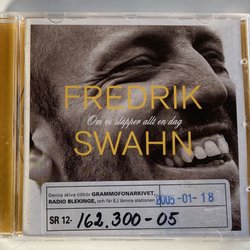 FREDRIK
Om vi släpper allt en dag
SWAHN
Denna skiva tillhör GRAMMOFONARKIVET,
RADIO BLEKINGE, och får EJ lämna stationen
2005-01-18
SR 12- 162.300-05